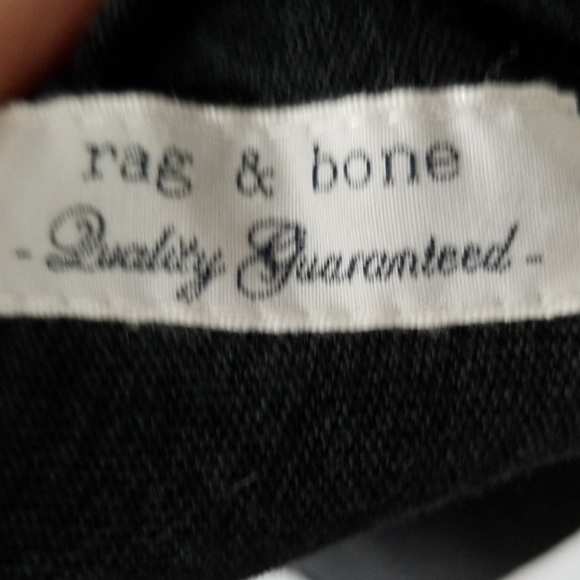 rag & bone
- Quality Guaranteed -